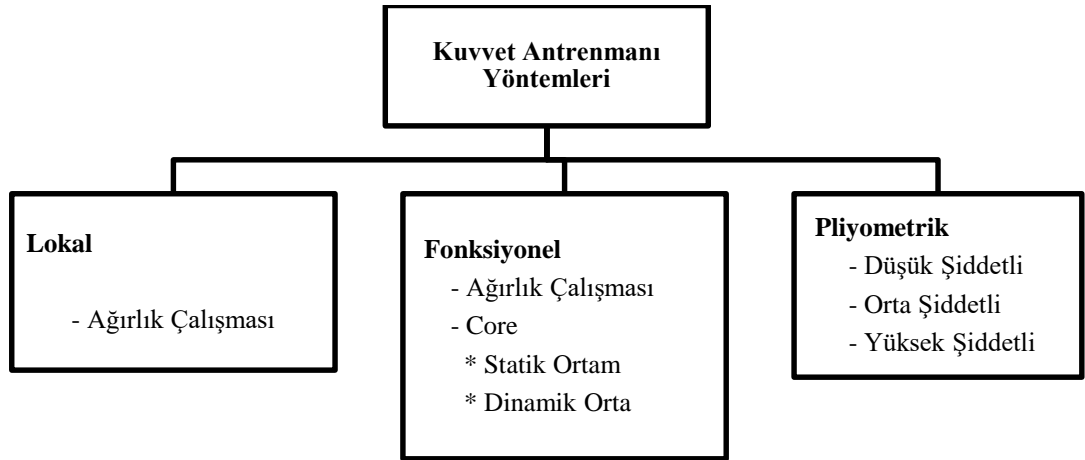 Kuvvet Antrenmanı
Yöntemleri
Lokal
- Ağırlık Çalışması
Fonksiyonel
- Ağırlık Çalışması
- Core
* Statik Ortam
* Dinamik Orta
Pliyometrik
- Düşük Şiddetli
- Orta Şiddetli
- Yüksek Şiddetli